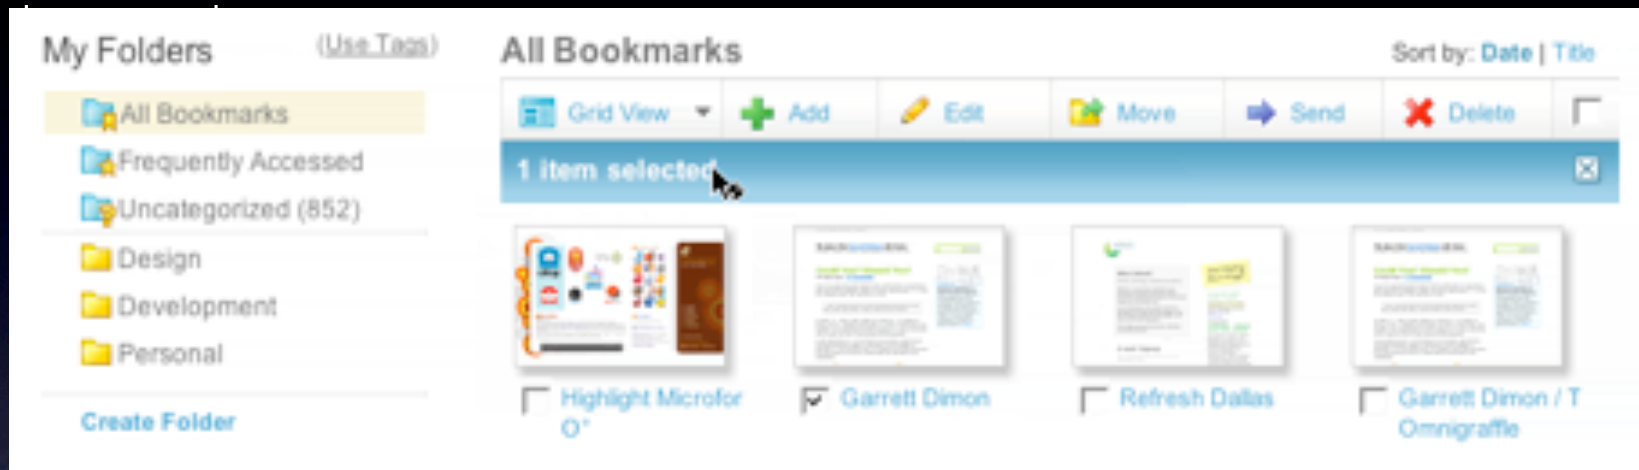 My Folders (Use Tags)
All Bookmarks
Frequently Accessed
Uncategorized (852)
Design
Development
Personal
Create Folder
All Bookmarks Sort by: Date | Title
Grid View Add Edit Move Send Delete
1 item selected
Highlight Microfor
O"
Garrett Dimon
Refresh Dallas
Garrett Dimon / T
Omnigraffle